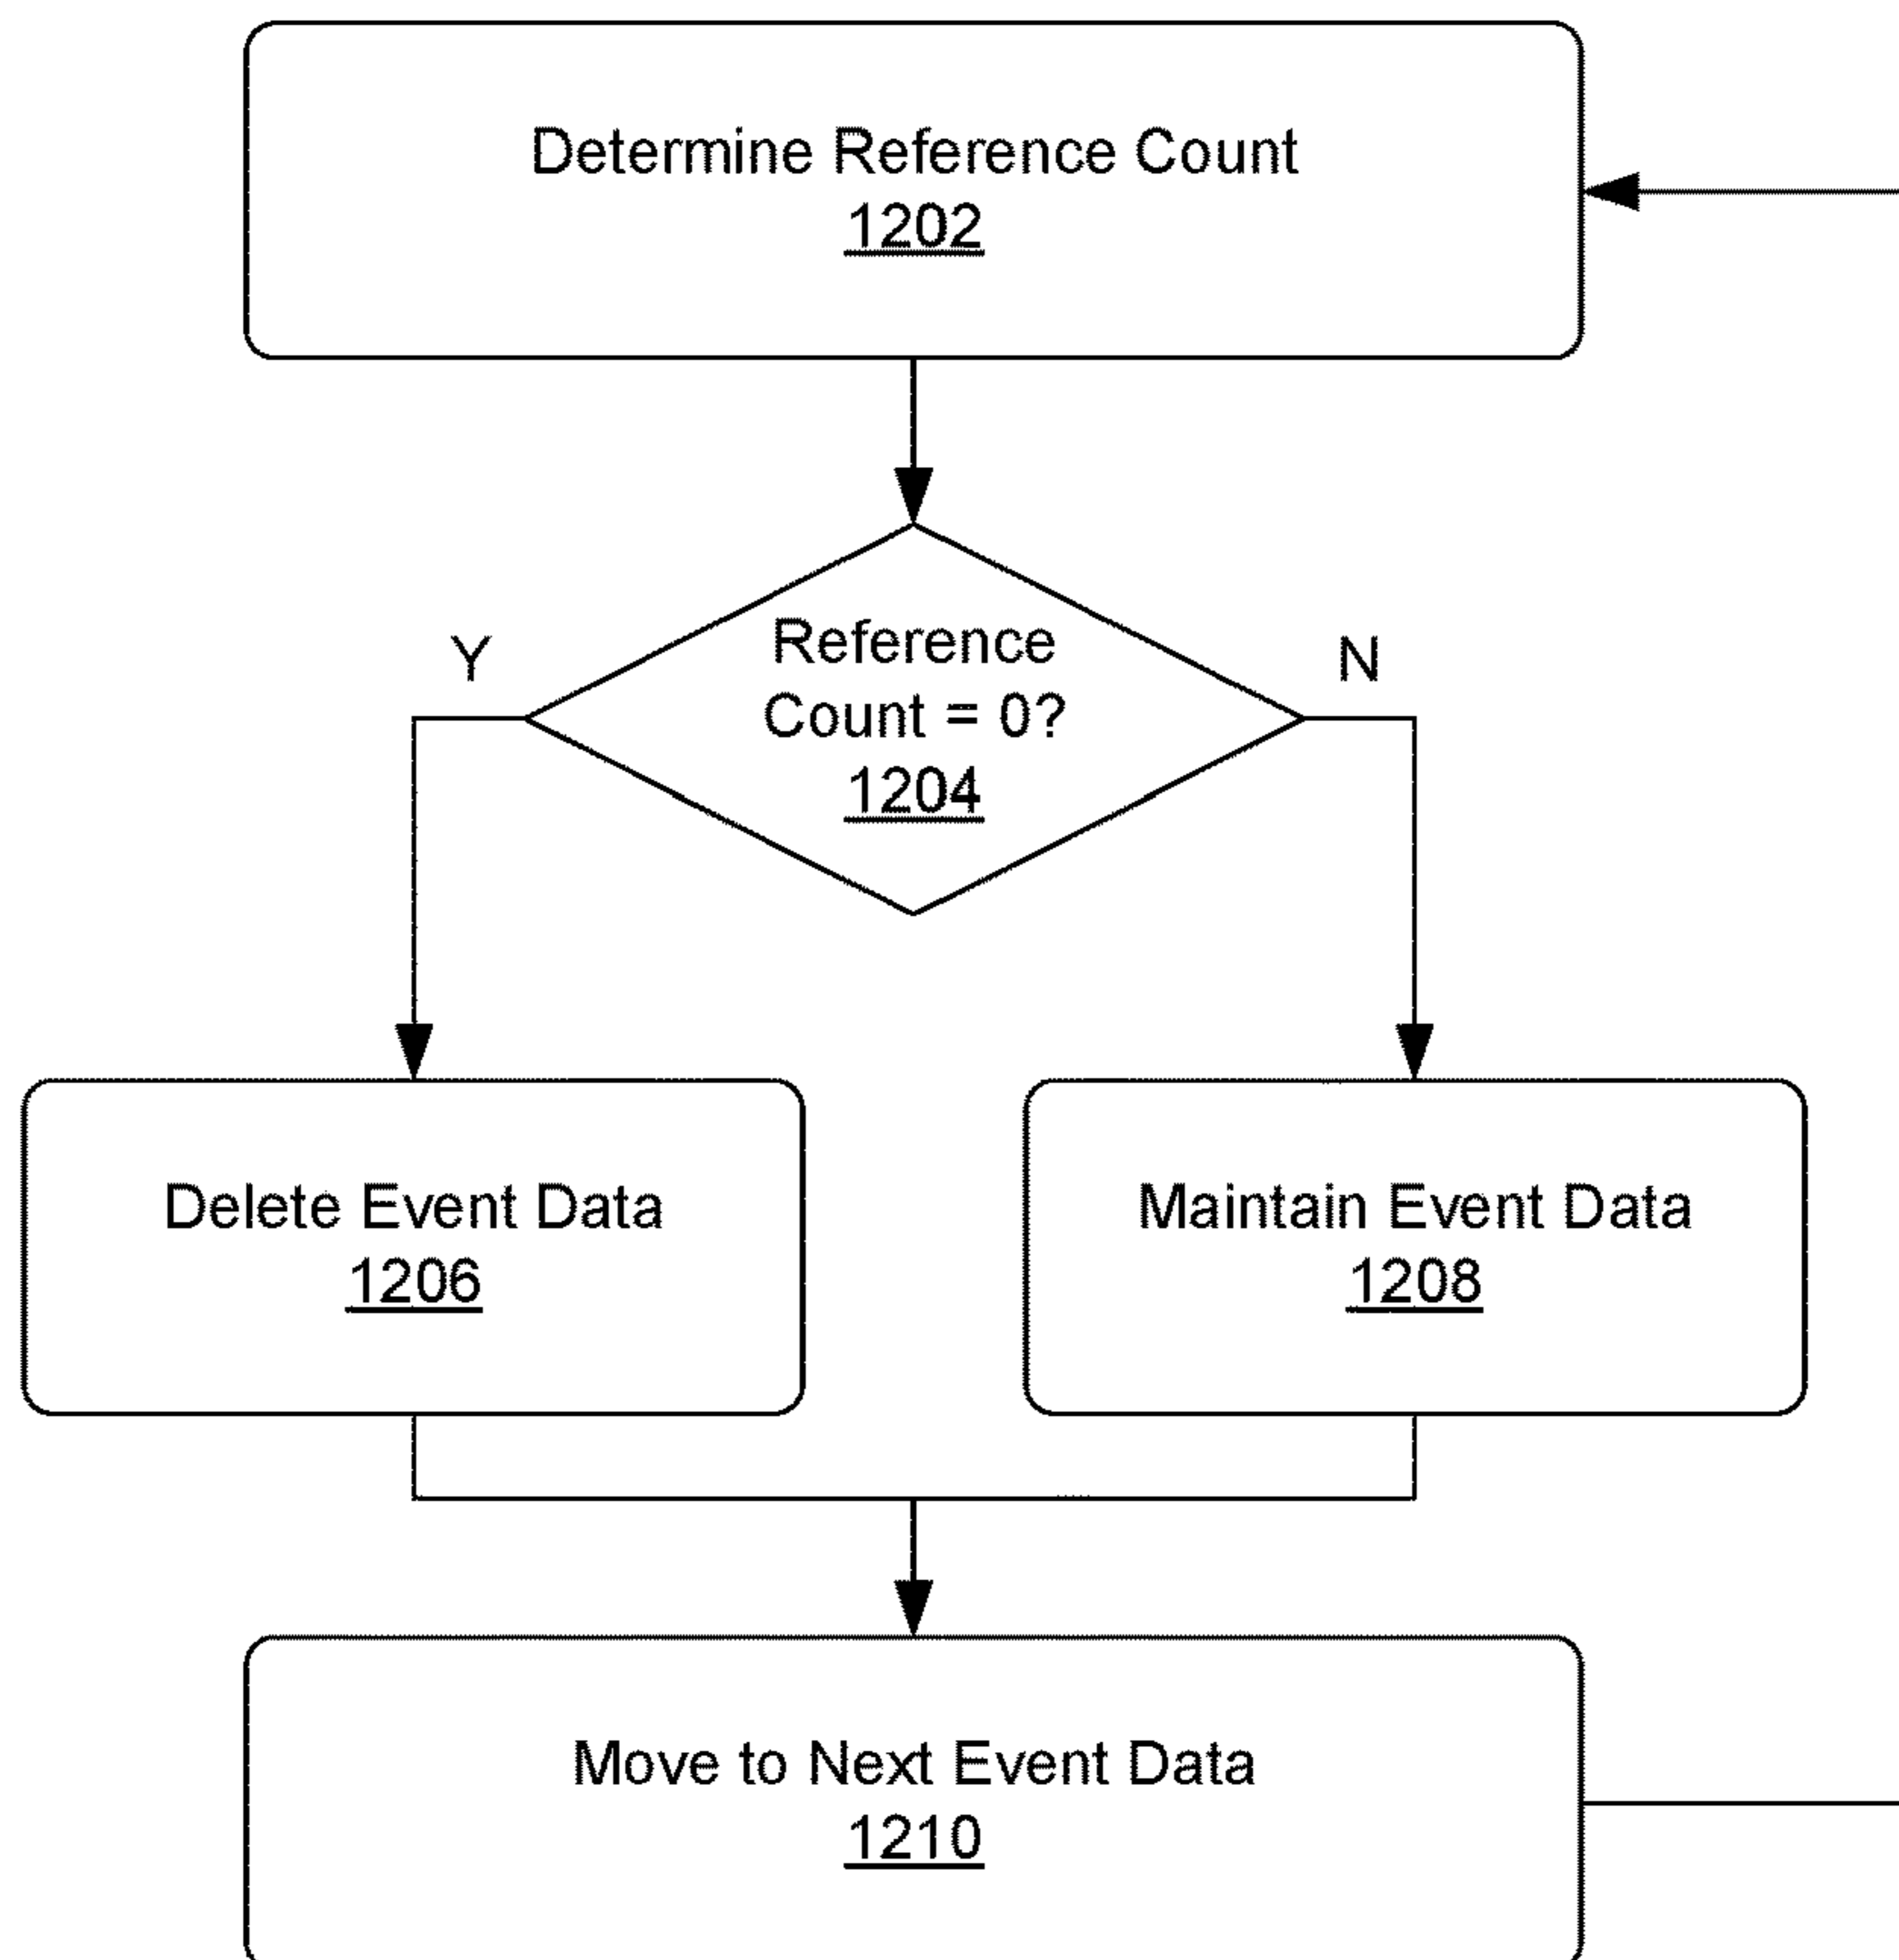 Determine Reference Count
1202
Reference
Count = 0?
1204
Y
N
Delete Event Data
1206
Maintain Event Data
1208
Move to Next Event Data
1210